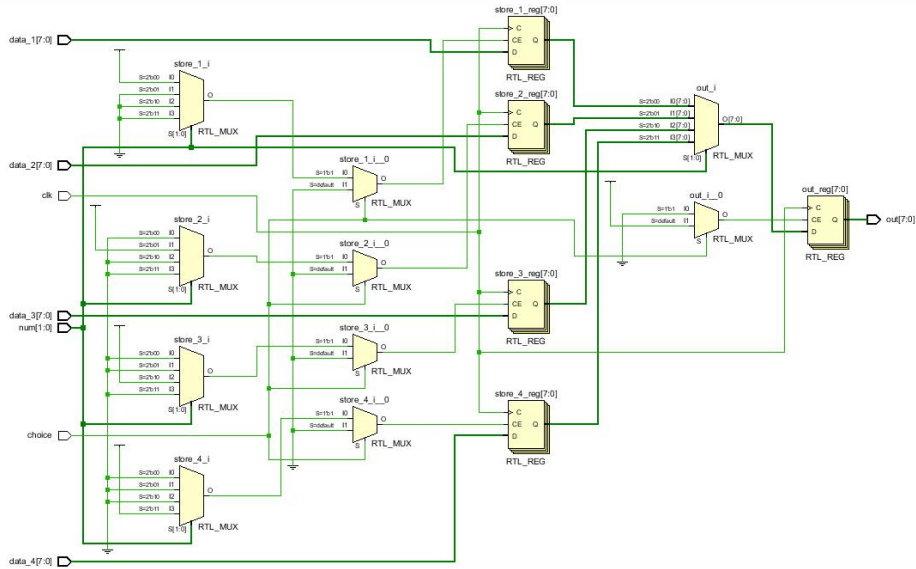 store_1_reg[7:0]
data_1[7:0]
C
CE Q
D
RTL_REG
store_1_i
S=2'b00 I0
S=2'b01 I1
S=2'b10 I2
S=2'b11 I3
O
S[1:0]
RTL_MUX
store_2_reg[7:0]
C
CE Q
D
RTL_REG
out_i
S=2'b00 I0[7:0]
S=2'b01 I1[7:0]
S=2'b10 I2[7:0]
S=2'b11 I3[7:0]
O[7:0]
S[1:0]
RTL_MUX
data_2[7:0]
clk
store_1_i__0
S=1'b1 I0
S=default I1
O
S
RTL_MUX
out_i__0
S=1'b1 I0
S=default I1
O
S
RTL_MUX
out_reg[7:0]
C
CE Q
D
RTL_REG
out[7:0]
store_2_i
S=2'b00 I0
S=2'b01 I1
S=2'b10 I2
S=2'b11 I3
O
S[1:0]
RTL_MUX
store_2_i__0
S=1'b1 I0
S=default I1
O
S
RTL_MUX
store_3_reg[7:0]
C
CE Q
D
RTL_REG
data_3[7:0]
num[1:0]
store_3_i
S=2'b00 I0
S=2'b01 I1
S=2'b10 I2
S=2'b11 I3
O
S[1:0]
RTL_MUX
store_3_i__0
S=1'b1 I0
S=default I1
O
S
RTL_MUX
store_4_reg[7:0]
C
CE Q
D
RTL_REG
choice
store_4_i__0
S=1'b1 I0
S=default I1
O
S
RTL_MUX
store_4_i
S=2'b00 I0
S=2'b01 I1
S=2'b10 I2
S=2'b11 I3
O
S[1:0]
RTL_MUX
data_4[7:0]